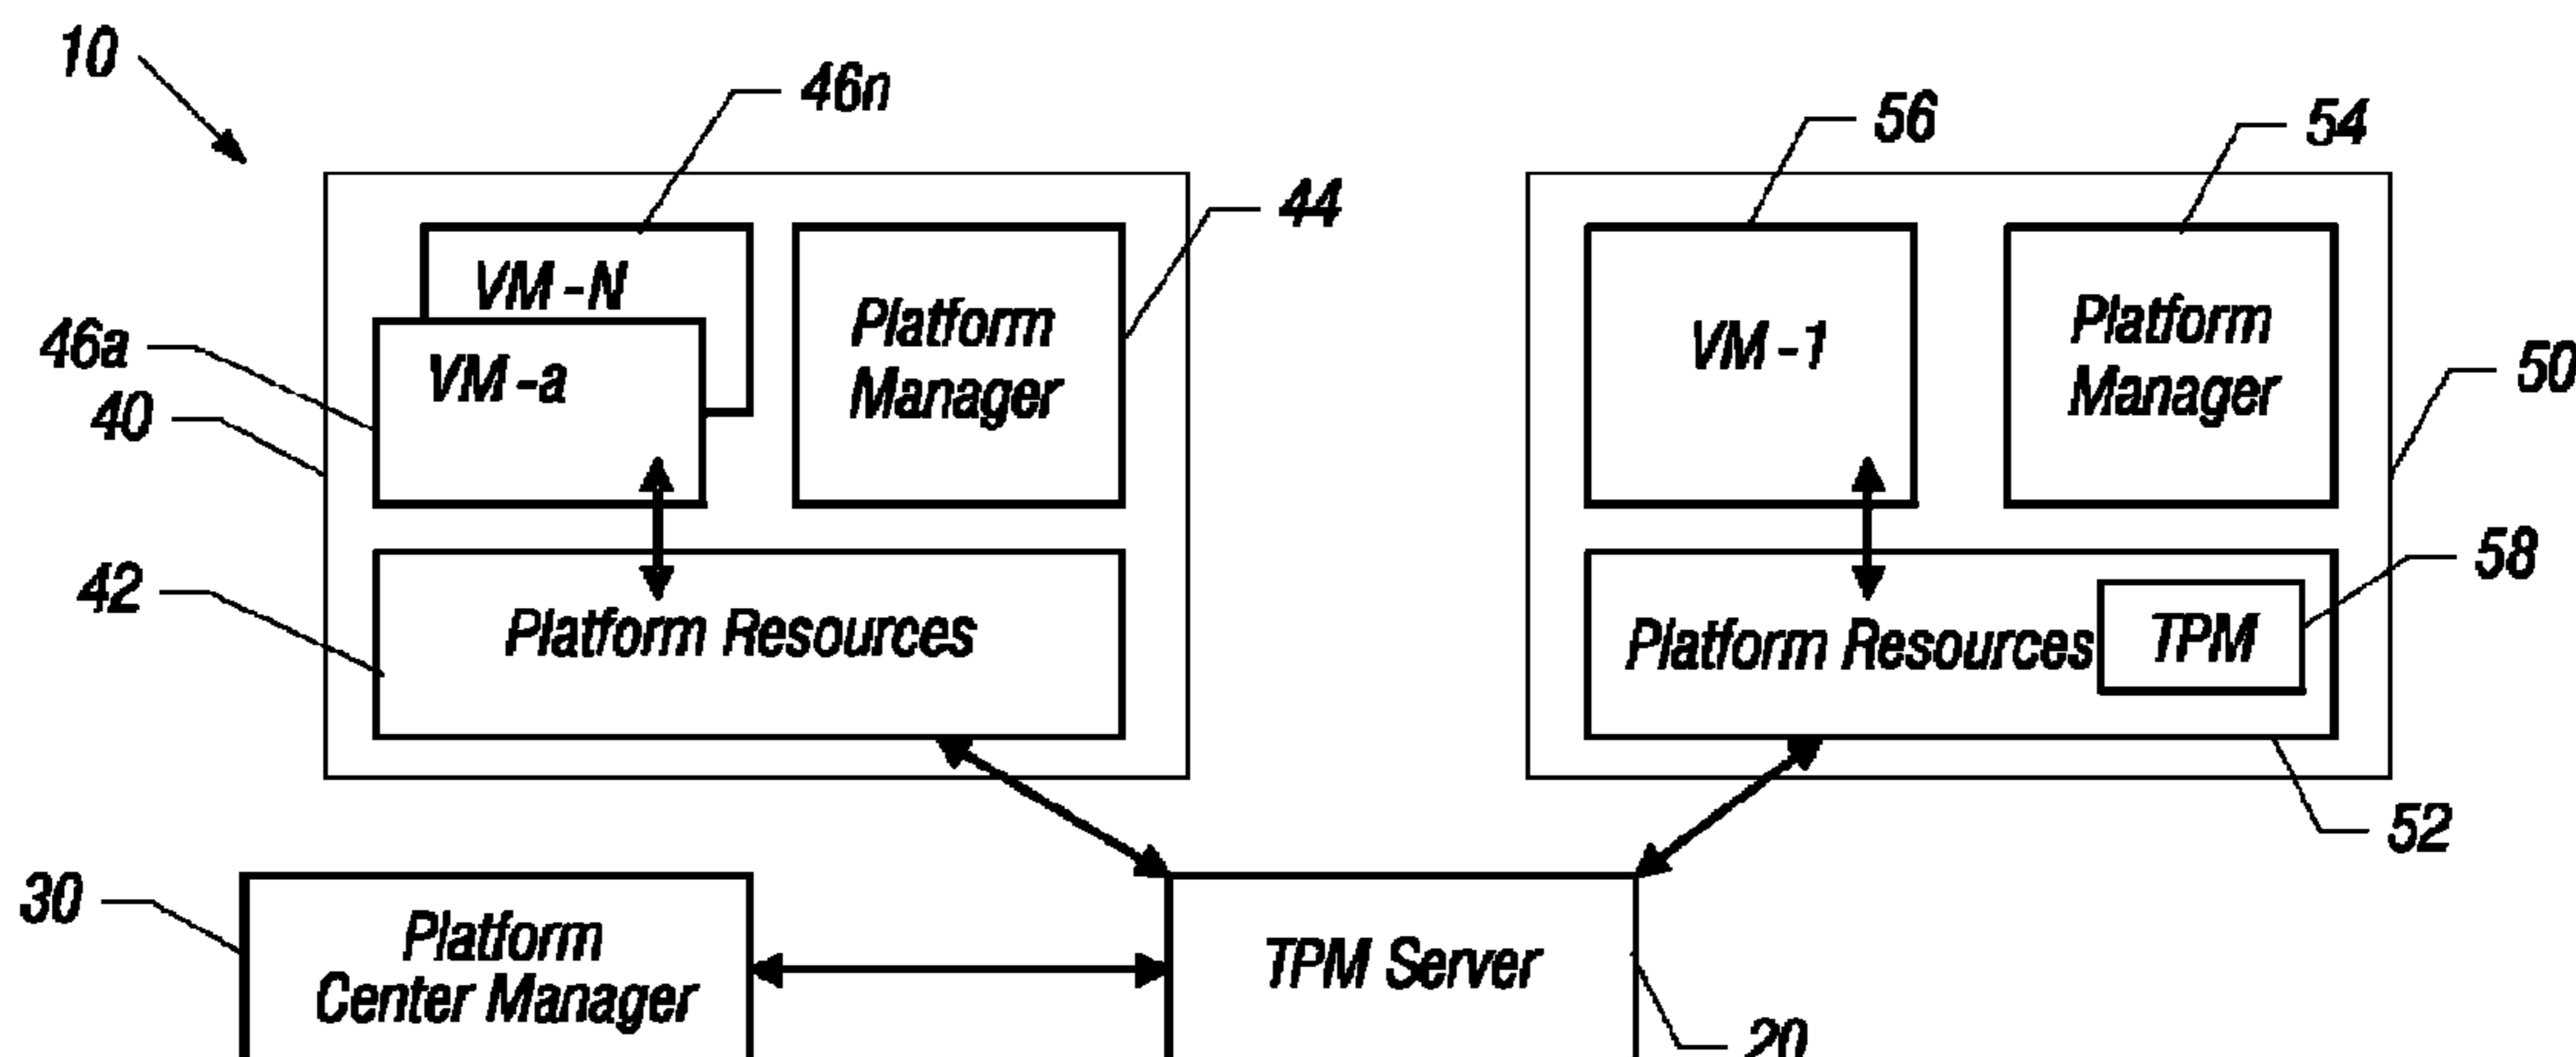 10
46n
56
54
44
VM-N
Platform
Manager
46a
VM-a
VM-1
Platform
Manager
50
40
42
Platform Resources
Platform Resources
TPM
58
52
30
Platform
Center Manager
TPM Server
20